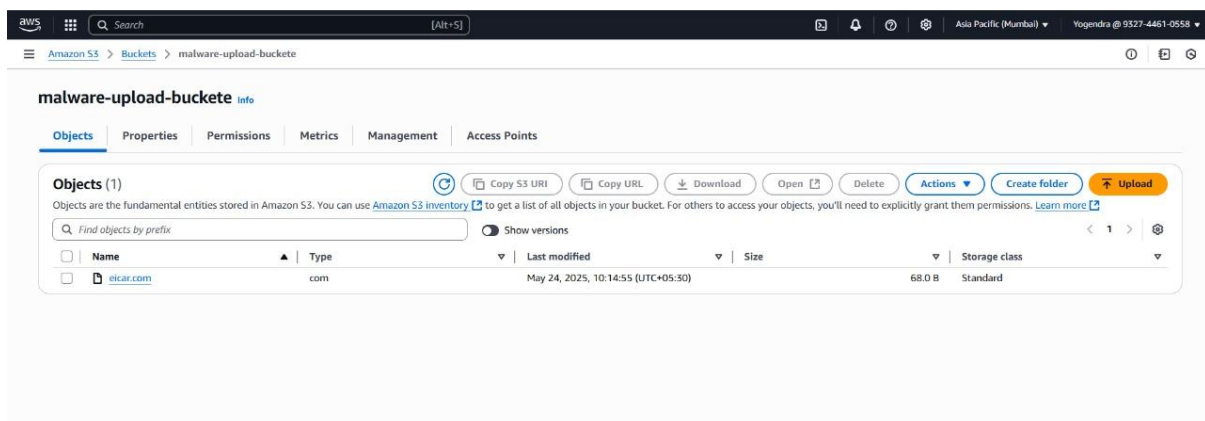 aws Search [Alt+S] Asia Pacific (Mumbai) Yogendra @ 9327-4461-0558
Amazon S3 > Buckets > malware-upload-buckete
malware-upload-buckete Info
Objects Properties Permissions Metrics Management Access Points
Objects (1) Copy S3 URI Copy URL Download Open Delete Actions Create folder Upload
Objects are the fundamental entities stored in Amazon S3. You can use Amazon S3 inventory to get a list of all objects in your bucket. For others to access your objects, you'll need to explicitly grant them permissions. Learn more
Find objects by prefix Show versions < 1 >
Name Type Last modified Size Storage class
eicar.com com May 24, 2025, 10:14:55 (UTC+05:30) 68.0 B Standard